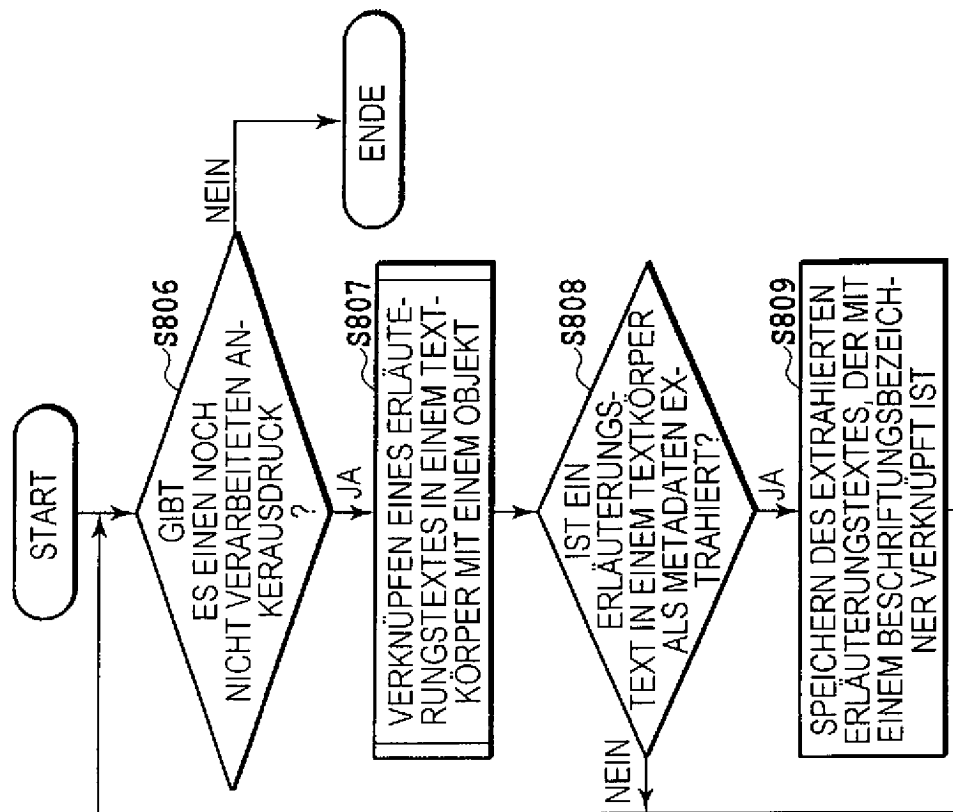 START
S806
GIBT
ES EINEN NOCH
NICHT VERARBEITETEN AN-
KERAUSDRUCK
?
NEIN
ENDE
JA
S807
VERKNÜPFEN EINES ERLÄUTE-
RUNGSTEXTES IN EINEM TEXT-
KÖRPER MIT EINEM OBJEKT
S808
IST EIN
ERLÄUTERUNGS-
TEXT IN EINEM TEXTKÖRPER
ALS METADATEN EX-
TRAHIERT?
NEIN
JA
S809
SPEICHERN DES EXTRAHIERTEN
ERLÄUTERUNGSTEXTES, DER MIT
EINEM BESCHRIFTUNGSBEZEICH-
NER VERKNÜPFT IST